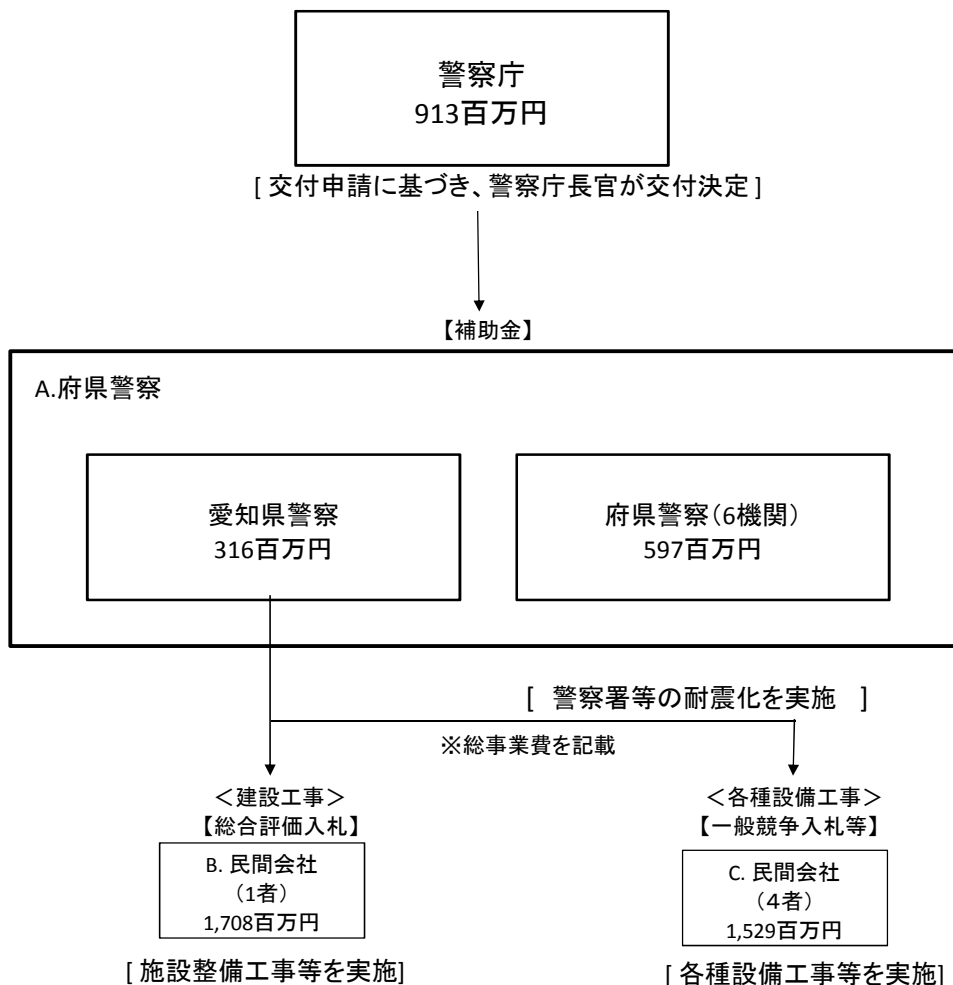 警察庁
913百万円
[ 交付申請に基づき、警察庁長官が交付決定 ]
【補助金】
A.府県警察
愛知県警察
316百万円
府県警察（6機関）
597百万円
[　警察署等の耐震化を実施　]
※総事業費を記載
＜建設工事＞
【総合評価入札】
B. 民間会社
（1者）
1,708百万円
[ 施設整備工事等を実施]
＜各種設備工事＞
【一般競争入札等】
C. 民間会社
（４者）
1,529百万円
[ 各種設備工事等を実施]